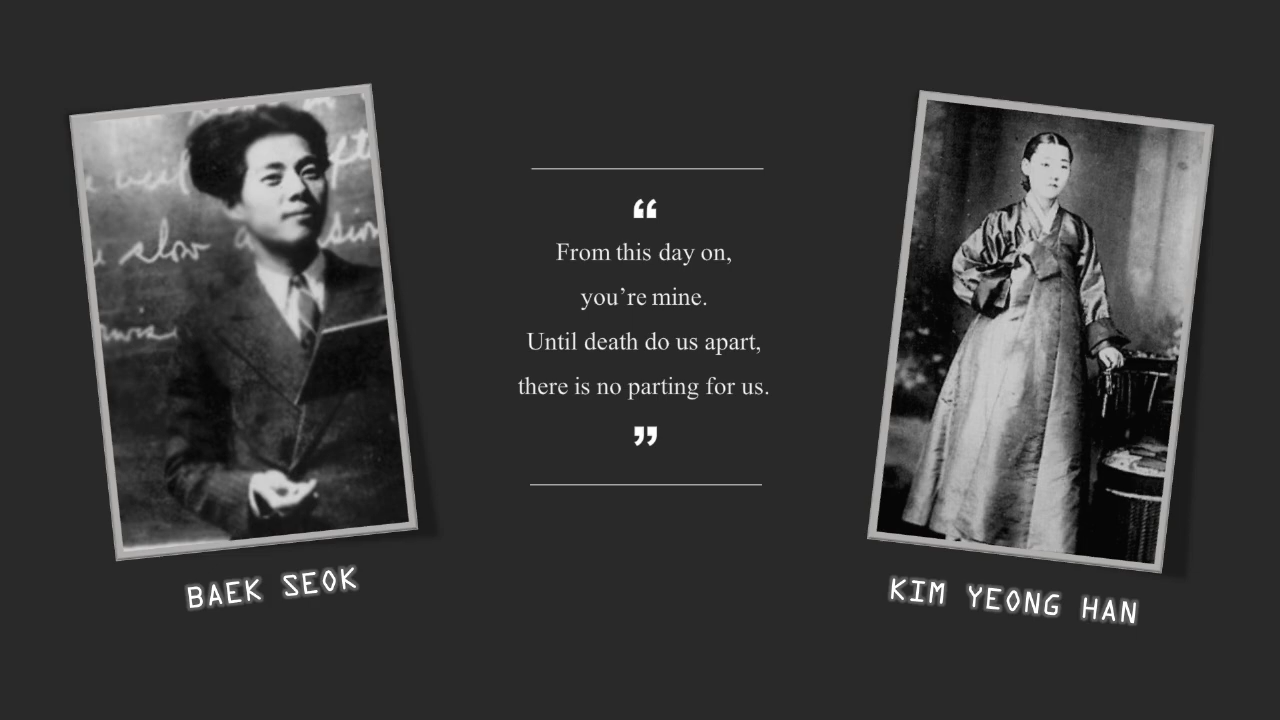 slow
“
From this day on,
you’re mine.
Until death do us apart,
there is no parting for us.
”
BAEK SEOK
KIM YEONG HAN